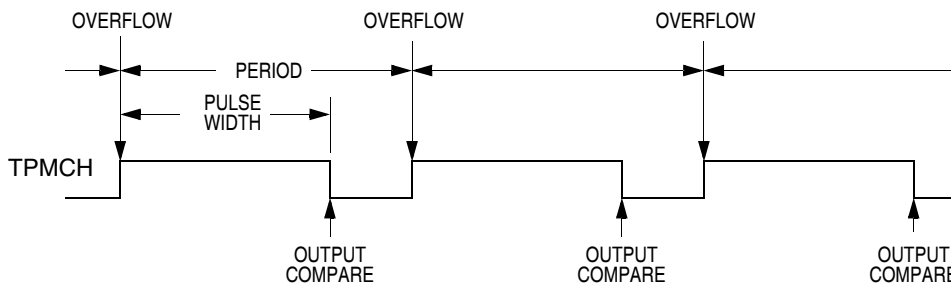 OVERFLOW OVERFLOW OVERFLOW
PERIOD
PULSE
WIDTH
TPMCH
OUTPUT
COMPARE
OUTPUT
COMPARE
OUTPUT
COMPARE